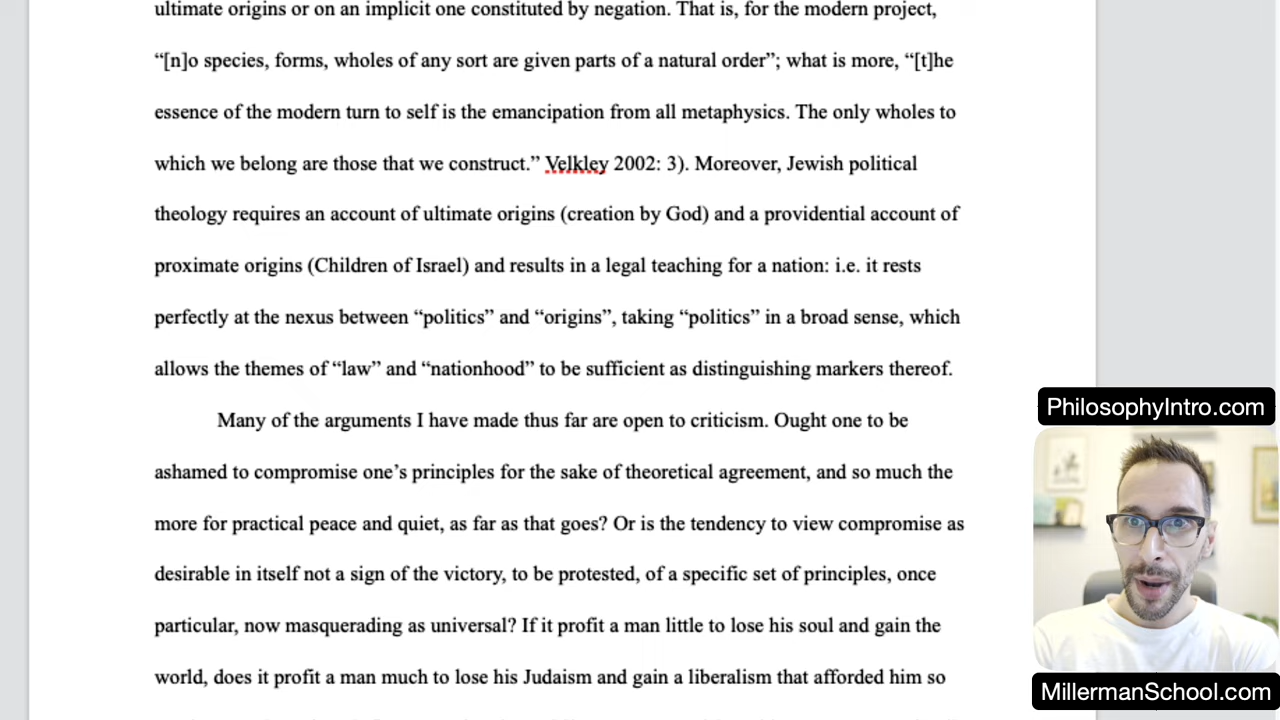 ultimate origins or on an implicit one constituted by negation. That is, for the modern project,
“[n]o species, forms, wholes of any sort are given parts of a natural order”; what is more, “[t]he
essence of the modern turn to self is the emancipation from all metaphysics. The only wholes to
which we belong are those that we construct.” Velkley 2002: 3). Moreover, Jewish political
theology requires an account of ultimate origins (creation by God) and a providential account of
proximate origins (Children of Israel) and results in a legal teaching for a nation: i.e. it rests
perfectly at the nexus between “politics” and “origins”, taking “politics” in a broad sense, which
allows the themes of “law” and “nationhood” to be sufficient as distinguishing markers thereof.
Many of the arguments I have made thus far are open to criticism. Ought one to be
ashamed to compromise one’s principles for the sake of theoretical agreement, and so much the
more for practical peace and quiet, as far as that goes? Or is the tendency to view compromise as
desirable in itself not a sign of the victory, to be protested, of a specific set of principles, once
particular, now masquerading as universal? If it profit a man little to lose his soul and gain the
world, does it profit a man much to lose his Judaism and gain a liberalism that afforded him so
PhilosophyIntro.com
MillermanSchool.com